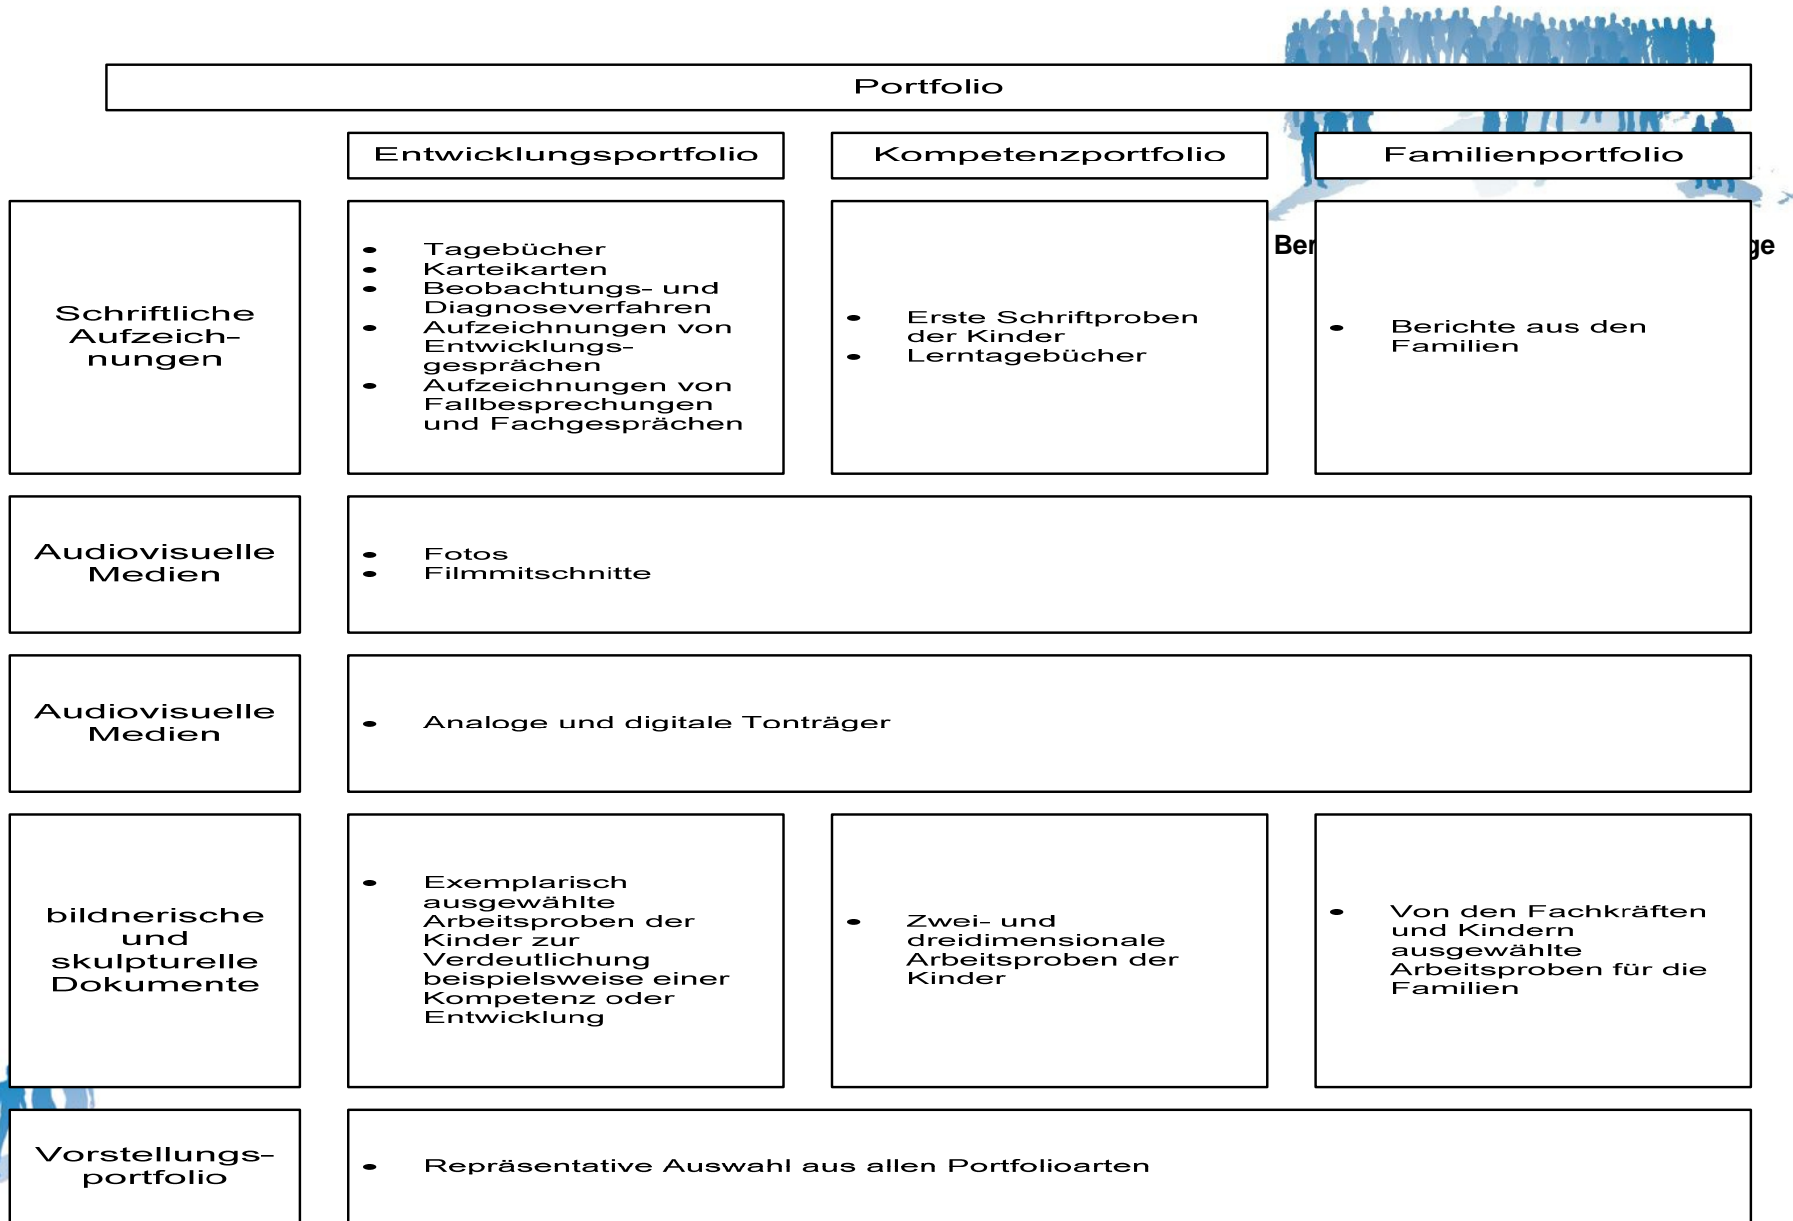 Portfolio
Entwicklungsportfolio
Kompetenzportfolio
Familienportfolio
Schriftliche
Aufzeich-
nungen
• Tagebücher
• Karteikarten
• Beobachtungs- und
Diagnoseverfahren
• Aufzeichnungen von
Entwicklungs-
gesprächen
• Aufzeichnungen von
Fallbesprechungen
und Fachgesprächen
• Erste Schriftproben
der Kinder
• Lerntagebücher
• Berichte aus den
Familien
Audiovisuelle
Medien
• Fotos
• Filmmitschnitte
Audiovisuelle
Medien
• Analoge und digitale Tonträger
bildnerische
und
skulpturelle
Dokumente
• Exemplarisch
ausgewählte
Arbeitsproben der
Kinder zur
Verdeutlichung
beispielsweise einer
Kompetenz oder
Entwicklung
• Zwei- und
dreidimensionale
Arbeitsproben der
Kinder
• Von den Fachkräften
und Kindern
ausgewählte
Arbeitsproben für die
Familien
Vorstellungs-
portfolio
• Repräsentative Auswahl aus allen Portfolioarten